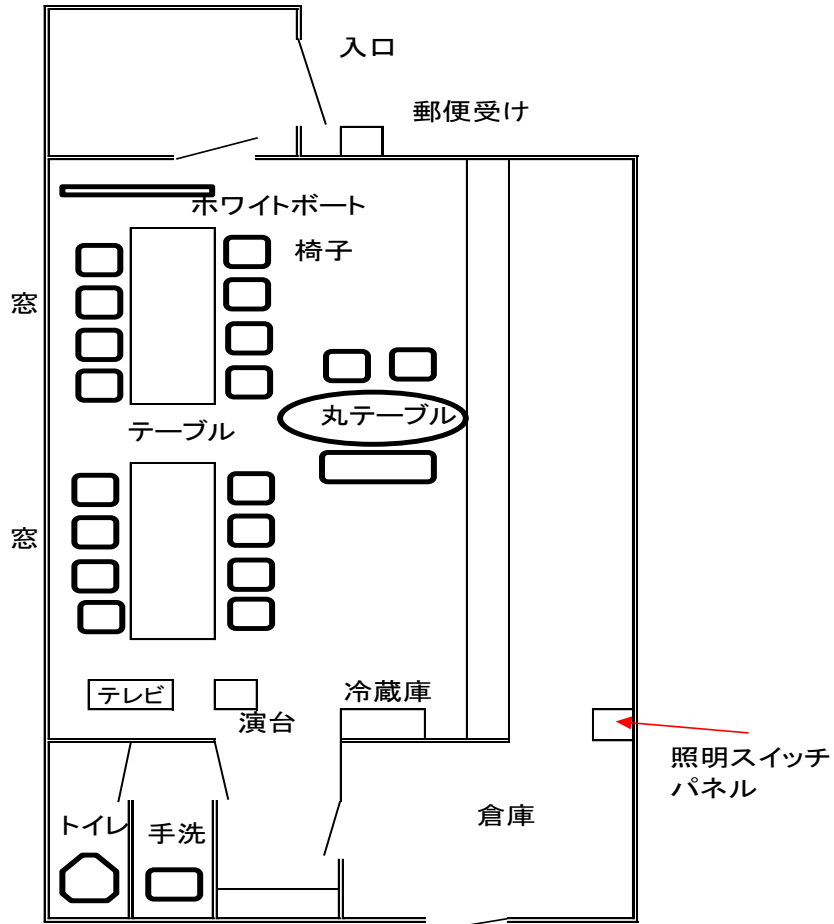 入口
郵便受け
ホワイトボート
椅子
窓
丸テーブル
テーブル
窓
テレビ
演台
冷蔵庫
照明スイッチ
パネル
トイレ
手洗
倉庫